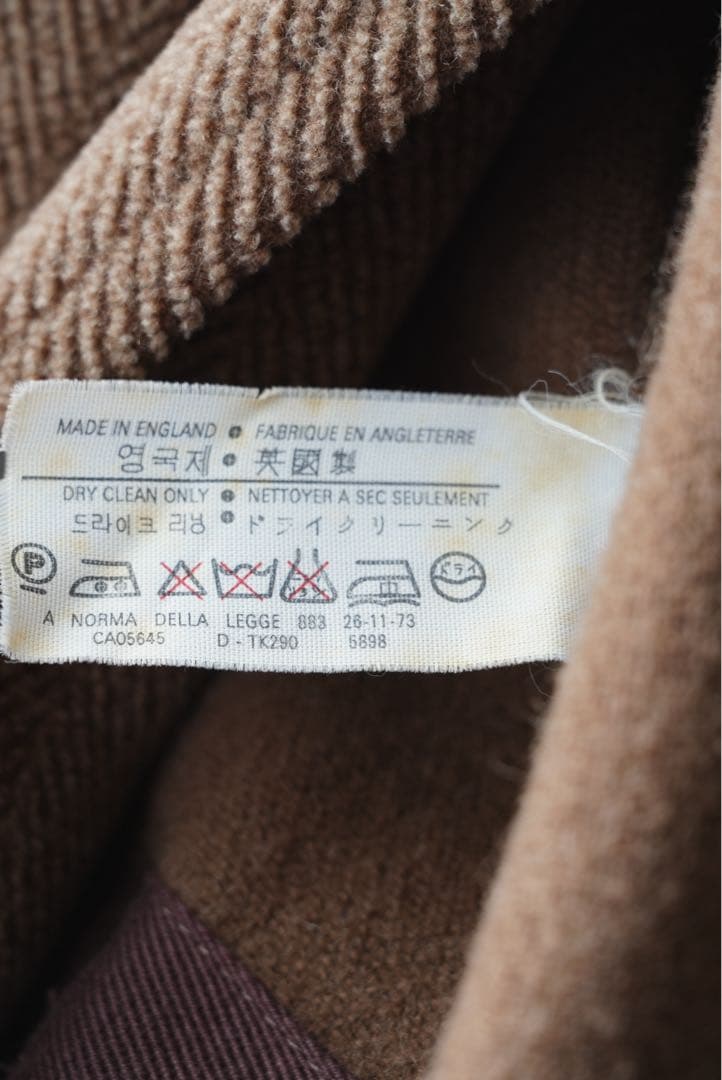 MADE IN ENGLAND • FABRIQUE EN ANGLETERRE
영국제 • 英國製
DRY CLEAN ONLY • NETTOYER A SEC SEULEMENT
드라이크 리닝 • ドライクリーニング
P ドライ
A NORMA DELLA LEGGE 883 26-11-73
CA05645 D-TK290 5898